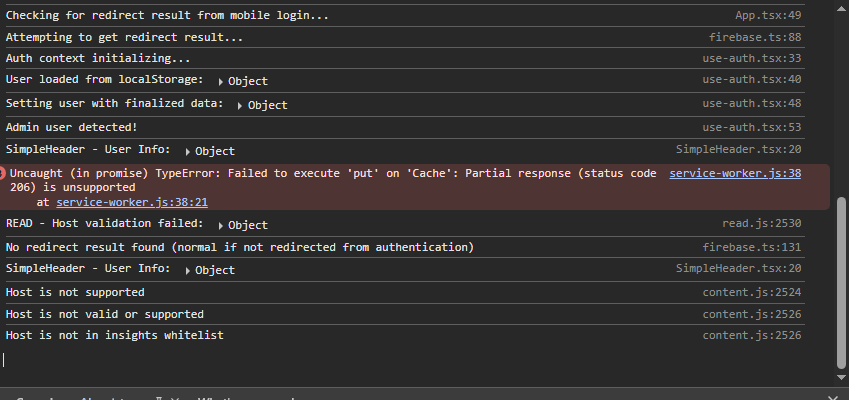 Checking for redirect result from mobile login... App.tsx:49
Attempting to get redirect result... firebase.ts:88
Auth context initializing... use-auth.tsx:33
User loaded from localStorage: ▶ Object use-auth.tsx:40
Setting user with finalized data: ▶ Object use-auth.tsx:48
Admin user detected! use-auth.tsx:53
SimpleHeader - User Info: ▶ Object SimpleHeader.tsx:20
Uncaught (in promise) TypeError: Failed to execute 'put' on 'Cache': Partial response (status code service-worker.js:38
206) is unsupported
at service-worker.js:38:21
READ - Host validation failed: ▶ Object read.js:2530
No redirect result found (normal if not redirected from authentication) firebase.ts:131
SimpleHeader - User Info: ▶ Object SimpleHeader.tsx:20
Host is not supported content.js:2524
Host is not valid or supported content.js:2526
Host is not in insights whitelist content.js:2526